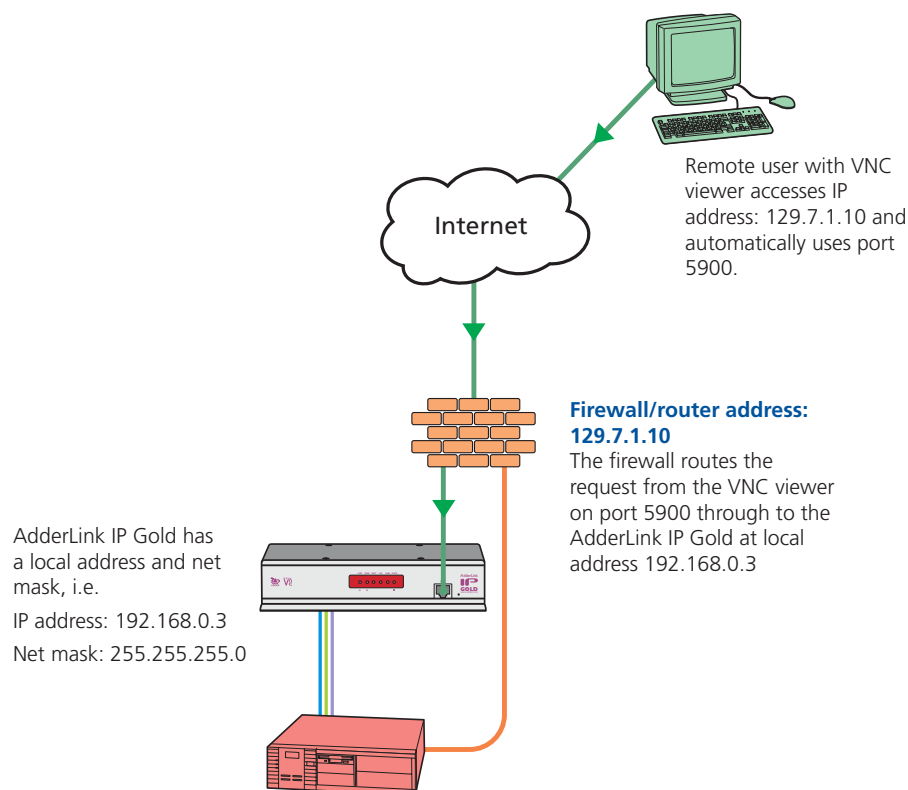 Remote user with VNC
viewer accesses IP
address: 129.7.1.10 and
automatically uses port
5900.
Internet
Firewall/router address:
129.7.1.10
The firewall routes the
request from the VNC viewer
on port 5900 through to the
AdderLink IP Gold at local
address 192.168.0.3
AdderLink IP Gold has
a local address and net
mask, i.e.
IP address: 192.168.0.3
Net mask: 255.255.255.0
AdderLink
IP
GOLD